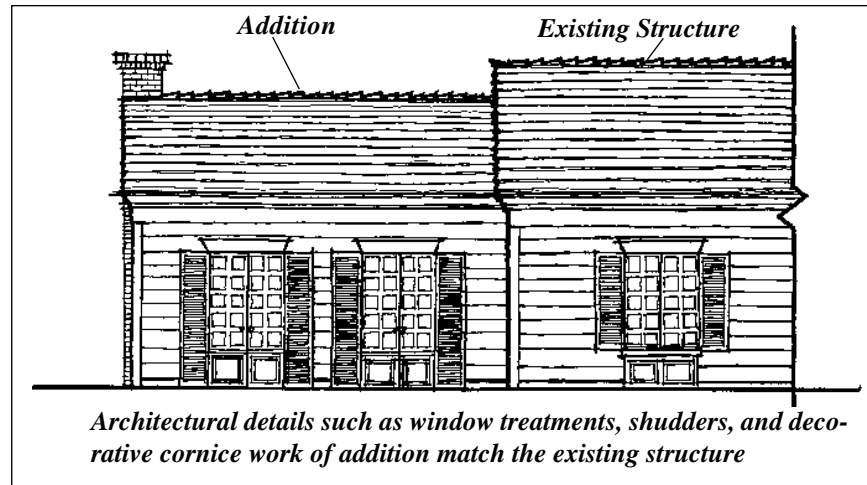 Addition
Existing Structure
Architectural details such as window treatments, shudders, and deco-
rative cornice work of addition match the existing structure